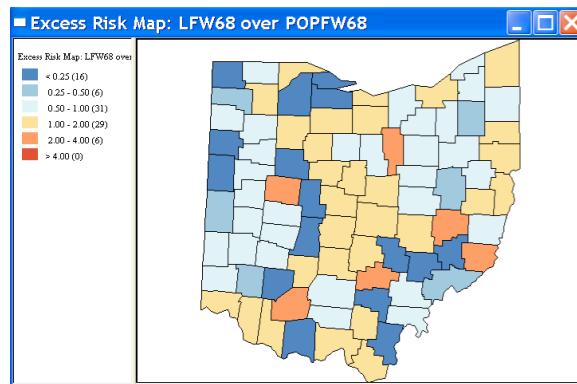 Excess Risk Map: LFW68 over POPFW68
Excess Risk Map: LFW68 over
< 0.25 (16)
0.25 - 0.50 (6)
0.50 - 1.00 (31)
1.00 - 2.00 (29)
2.00 - 4.00 (6)
> 4.00 (0)